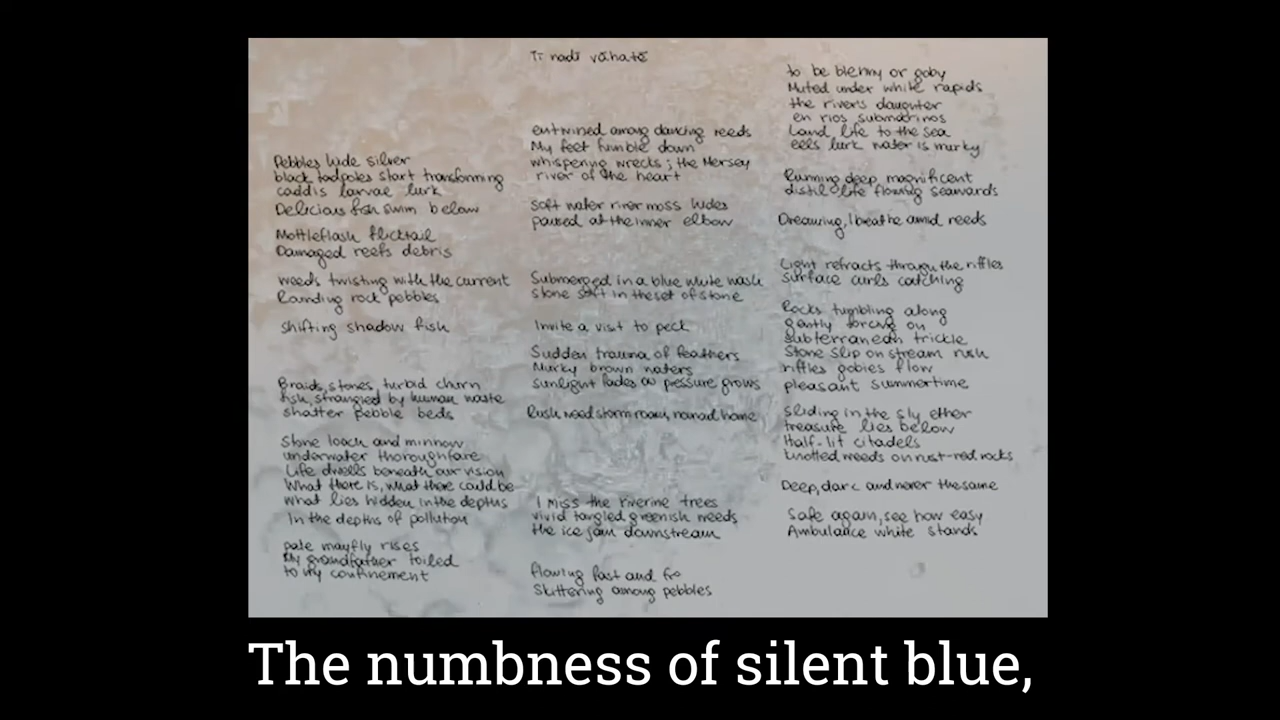 Tī nadī vāhatē
Pebbles hide silver
black tadpoles start transforming
caddis larvae lurk
Delicious fish swim below
Mottleflash flicktail
Damaged reefs debris
weeds twisting with the current
Rounding rock pebbles
shifting shadow fish
Braids, stones, turbid churn
fish, strangled by human waste
shatter pebble beds
Stone loach and minnow
underwater thoroughfare
Life dwells beneath our vision
What there is, what there could be
what lies hidden in the depths
In the depths of pollution
pale mayfly rises
My grandfather toiled
to my confinement
entwined among dancing reeds
My feet fumble down
whispering wrecks; the Mersey
river of the heart
Soft water river moss hides
paused at the inner elbow
Submerged in a blue white wash
stone soft in the set of stone
Invite a visit to peck
Sudden trauma of feathers
Murky brown waters
sunlight fades as pressure grows
Rush weed storm room, nomad home
I miss the riverine trees
vivid tangled greenish weeds
the ice jam downstream
flowing fast and fro
Skittering among pebbles
to be blenny or goby
Muted under white rapids
the river's daughter
en rios submarinos
Land life to the sea
eels lurk water is murky
Running deep magnificent
distil life flowing seawards
Dreaming, I breathe amid reeds
Light refracts through the riffles
surface curls catching
Rocks tumbling along
gently forcing on
subterranean trickle
Stone slip on stream rush
riffles gobies flow
pleasant summertime
sliding in the sly ether
treasure lies below
Half-lit citadels
knotted weeds on rust-red rocks
Deep, dark and never the same
Safe again, see how easy
Ambulance white stands
The numbness of silent blue,